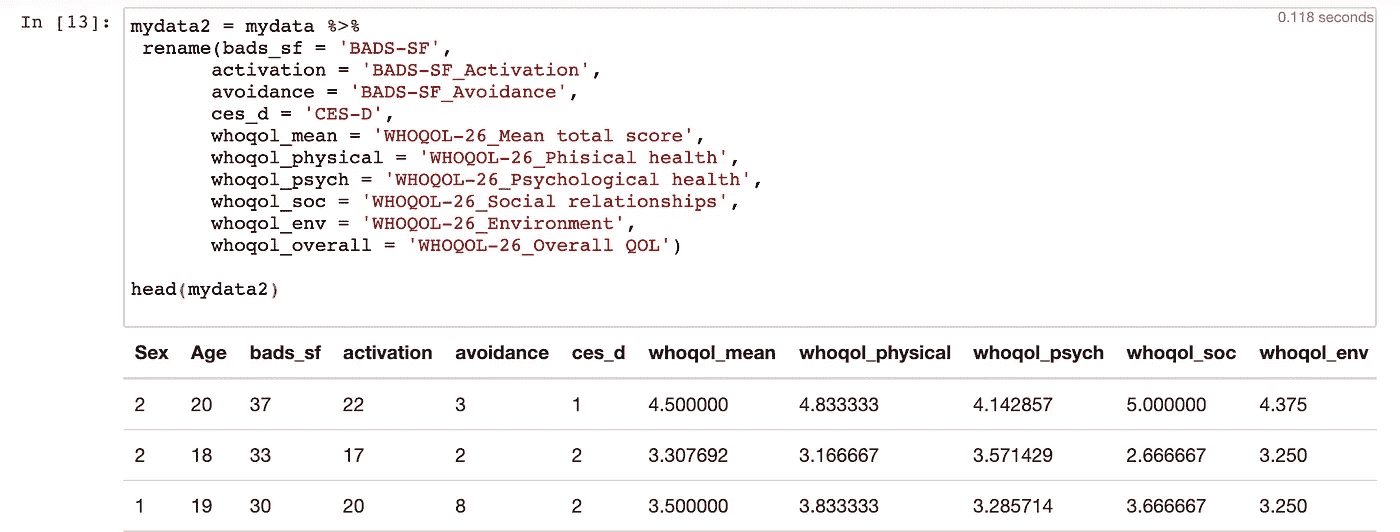 In [13]:
0.118 seconds
mydata2 = mydata %>%
rename(bads_sf = 'BADS-SF',
activation = 'BADS-SF_Activation',
avoidance = 'BADS-SF_Avoidance',
ces_d = 'CES-D',
whoqol_mean = 'WHOQOL-26_Mean total score',
whoqol_physical = 'WHOQOL-26_Phisical health',
whoqol_psych = 'WHOQOL-26_Psychological health',
whoqol_soc = 'WHOQOL-26_Social relationships',
whoqol_env = 'WHOQOL-26_Environment',
whoqol_overall = 'WHOQOL-26_Overall QOL')
head(mydata2)
Sex Age bads_sf activation avoidance ces_d whoqol_mean whoqol_physical whoqol_psych whoqol_soc whoqol_env
2 20 37 22 3 1 4.500000 4.833333 4.142857 5.000000 4.375
2 18 33 17 2 2 3.307692 3.166667 3.571429 2.666667 3.250
1 19 30 20 8 2 3.500000 3.833333 3.285714 3.666667 3.250